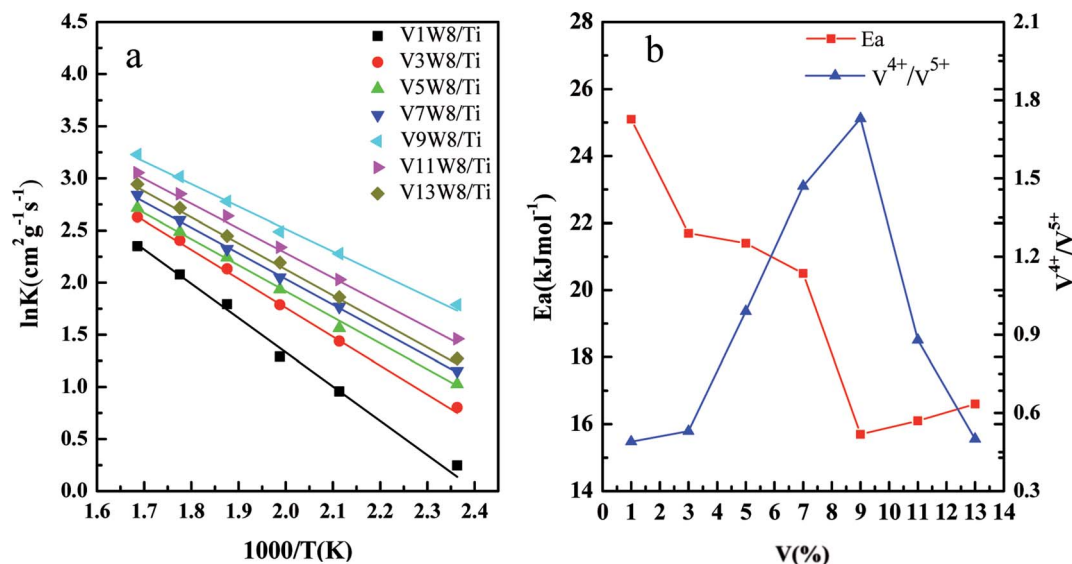 a
V1W8/Ti
V3W8/Ti
V5W8/Ti
V7W8/Ti
V9W8/Ti
V11W8/Ti
V13W8/Ti
lnK((cm²g⁻¹s⁻¹)
4.5
4.0
3.5
3.0
2.5
2.0
1.5
1.0
0.5
0.0
1.6 1.7 1.8 1.9 2.0 2.1 2.2 2.3 2.4
1000/T(K)
b
Ea
V⁴⁺/V⁵⁺
Ea(kJmol⁻¹)
28
26
24
22
20
18
16
14
0 1 2 3 4 5 6 7 8 9 10 11 12 13 14
V(%)
2.1
1.8
1.5
1.2
0.9
0.6
0.3
V⁴⁺/V⁵⁺